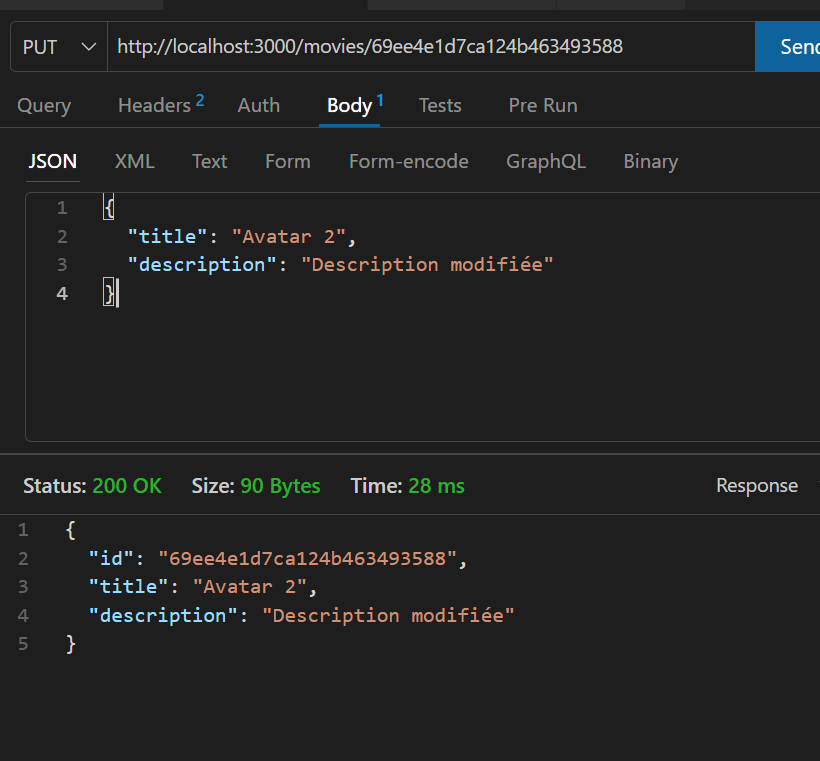 PUT http://localhost:3000/movies/69ee4e1d7ca124b463493588 Send
Query Headers 2 Auth Body 1 Tests Pre Run
JSON XML Text Form Form-encode GraphQL Binary
1 {
2 "title": "Avatar 2",
3 "description": "Description modifiée"
4 }
Status: 200 OK Size: 90 Bytes Time: 28 ms Response
1 {
2 "id": "69ee4e1d7ca124b463493588",
3 "title": "Avatar 2",
4 "description": "Description modifiée"
5 }